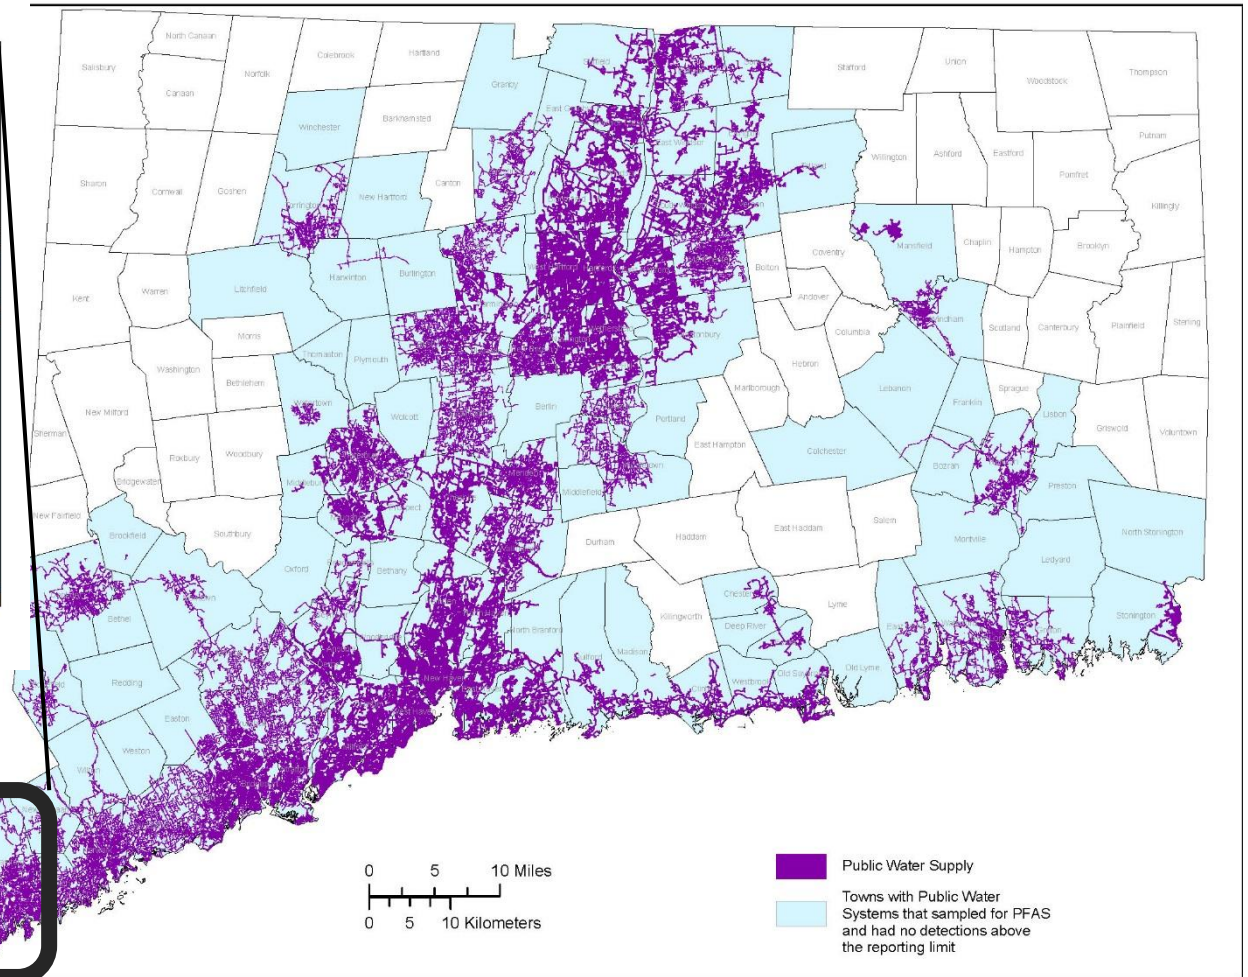 North Canaan
Colebrook
Hartland
Salisbury
Norfolk
Canaan
Granby
Stafford
Union
Woodstock
Thompson
Winchester
Barkhamsted
Putnam
Sharon
Cornwall
Goshen
New Hartford
Canton
Willington
Ashford
Eastford
Pomfret
Killingly
Mansfield
Chaplin
Hampton
Brooklyn
Kent
Warren
Litchfield
Harwinton
Burlington
Bolton
Coventry
Andover
Columbia
Scotland
Canterbury
Plainfield
Sterling
Morris
Washington
Bethlehem
Thomaston
Plymouth
Hebron
Marlborough
Lebanon
Franklin
Sprague
Lisbon
Griswold
Voluntown
New Milford
Sherman
Roxbury
Woodbury
Wolcott
Berlin
Portland
East Hampton
Colchester
Bozrah
Preston
Bridgewater
New Fairfield
Brockfield
Southbury
Middlefield
Durham
Haddam
East Haddam
Salem
Montville
Ledyard
North Stonington
Oxford
Bethany
Bethel
North Branford
Madison
Killingworth
Chester
Deep River
Lyme
Stonington
Redding
Easton
Weston
Westbrook
Old Lyme
0 5 10 Miles
0 5 10 Kilometers
Public Water Supply
Towns with Public Water
Systems that sampled for PFAS
and had no detections above
the reporting limit